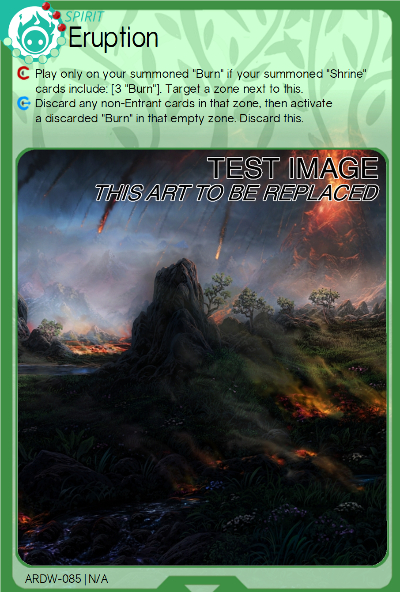 SPIRIT
Eruption
Play only on your summoned "Burn" if your summoned "Shrine"
cards include: [3 "Burn"]. Target a zone next to this.
Discard any non-Entrant cards in that zone, then activate
a discarded "Burn" in that empty zone. Discard this.
TEST IMAGE
THIS ART TO BE REPLACED
ARDW-085 | N/A